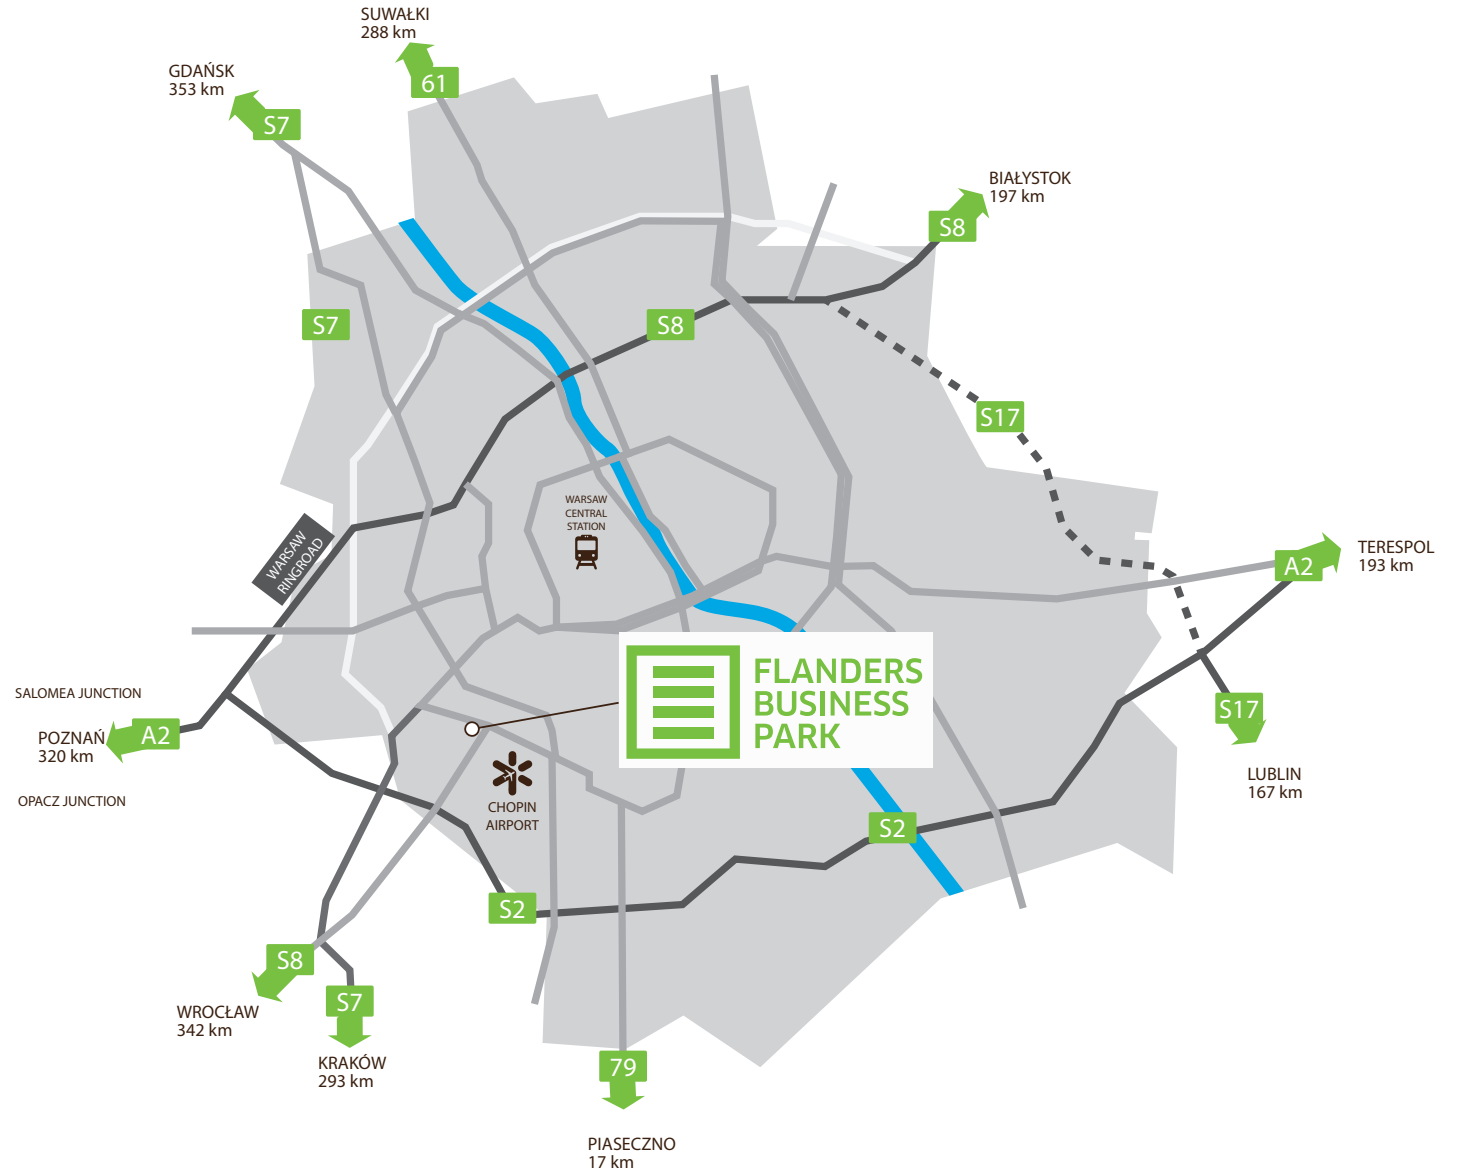 SUWAŁKI
288 km
61
GDAŃSK
353 km
S7
BIAŁYSTOK
197 km
S8
S7
S8
S17
WARSAW
CENTRAL
STATION
WARSAW
RINGROAD
A2
TERESPOL
193 km
FLANDERS
BUSINESS
PARK
SALOMEA JUNCTION
A2
POZNAŃ
320 km
S17
LUBLIN
167 km
OPACZ JUNCTION
CHOPIN
AIRPORT
S2
S2
S8
WROCŁAW
342 km
S7
KRAKÓW
293 km
79
PIASECZNO
17 km